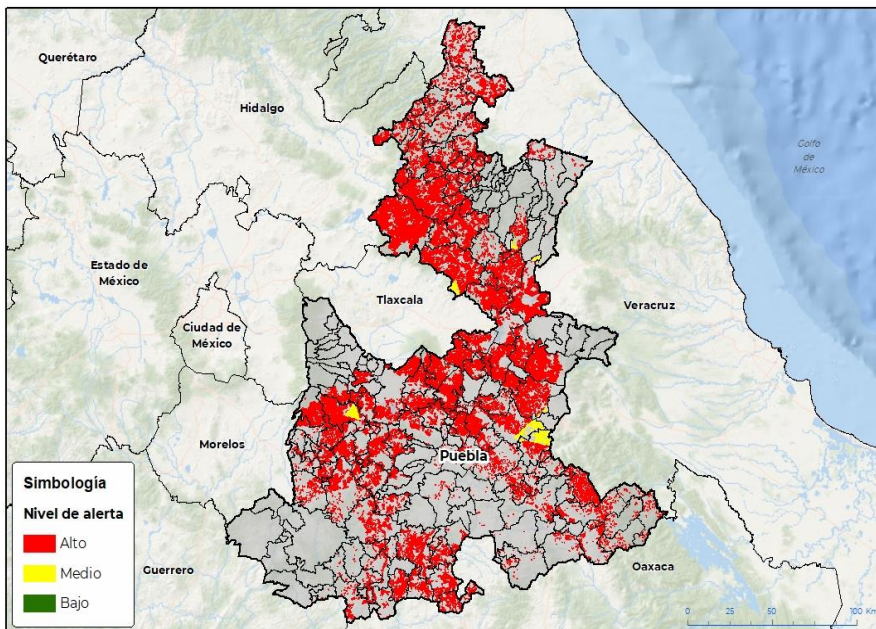 Querétaro
Hidalgo
Golfo
de
México
Estado de
México
Tlaxcala
Veracruz
Ciudad de
México
Morelos
Puebla
Simbología
Nivel de alerta
Alto
Medio
Bajo
Guerrero
Oaxaca
0 25 50 100 Km